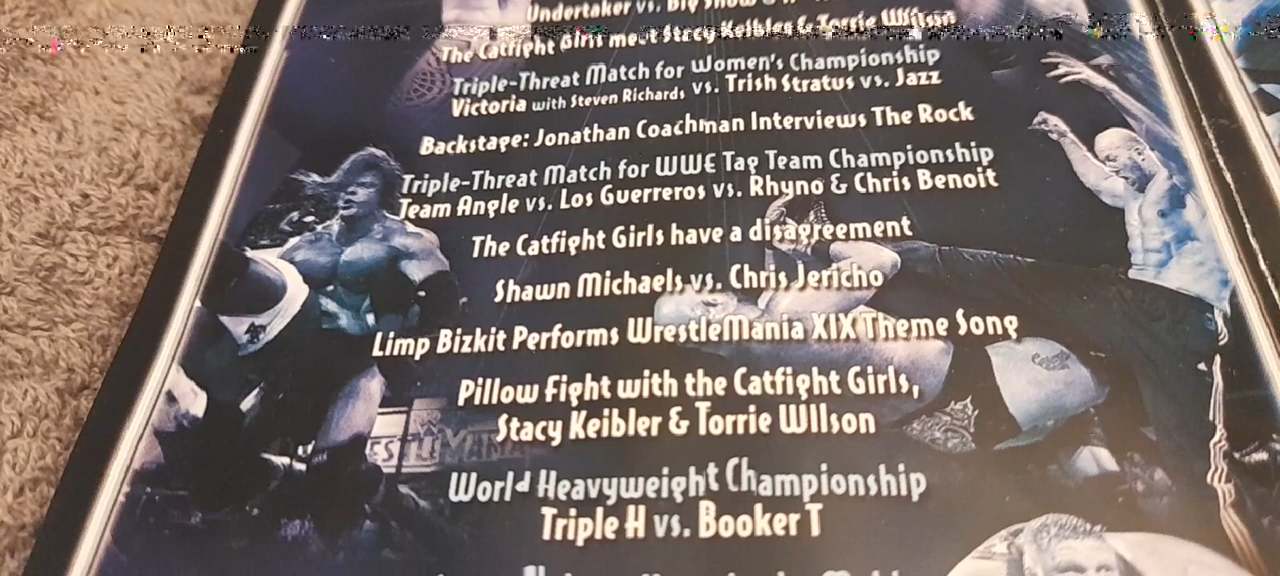 Undertaker vs. Big Show
The Catfight Girls meet Stacy Keibler & Torrie Wilson
Triple-Threat Match for Women's Championship
Victoria with Steven Richards vs. Trish Stratus vs. Jazz
Backstage: Jonathan Coachman Interviews The Rock
Triple-Threat Match for WWE Tag Team Championship
Team Angle vs. Los Guerreros vs. Rhyno & Chris Benoit
The Catfight Girls have a disagreement
Shawn Michaels vs. Chris Jericho
Limp Bizkit Performs WrestleMania XIX Theme Song
Pillow Fight with the Catfight Girls,
Stacy Keibler & Torrie WIlson
World Heavyweight Championship
Triple H vs. Booker T